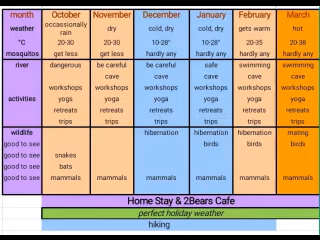 month October November December January February March
weather occassionally rain dry cold, dry cold, dry gets warm hot
°C 20-30 20-30 10-28° 10-28° 20-35 20-38
mosquitos get less get less hardly any hardly any hardly any hardly any
river dangerous be careful be careful safe swimming swimming
cave cave cave cave cave
workshops workshops workshops workshops workshops workshops
activities yoga yoga yoga yoga yoga yoga
retreats retreats retreats retreats retreats retreats
trips trips trips trips trips trips
wildlife hibernation hibernation hibernation mating
good to see birds birds
good to see snakes
good to see bats
good to see mammals mammals mammals mammals mammals mammals
Home Stay & 2Bears Cafe
perfect holiday weather
hiking